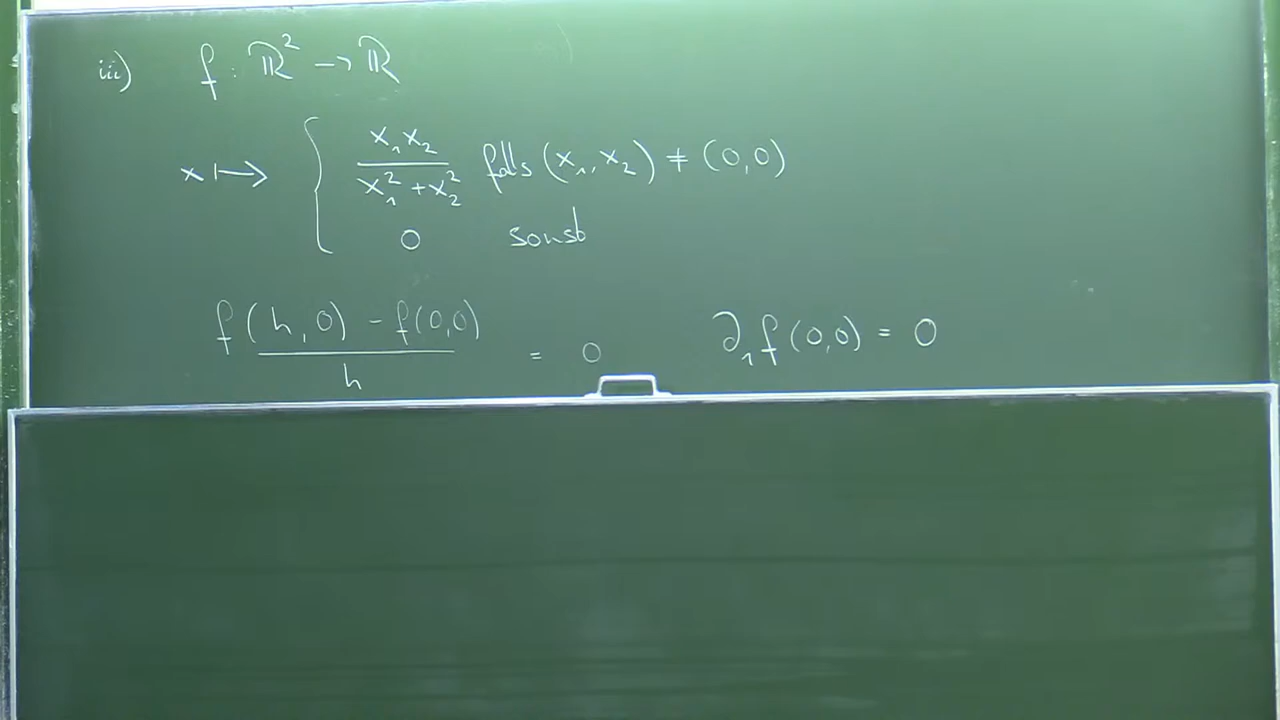 iii) f : ℝ² → ℝ
x ↦ { x₁x₂ / (x₁² + x₂²) falls (x₁, x₂) ≠ (0,0)
0 sonst
(f(h,0) - f(0,0)) / h = 0 ∂₁f(0,0) = 0